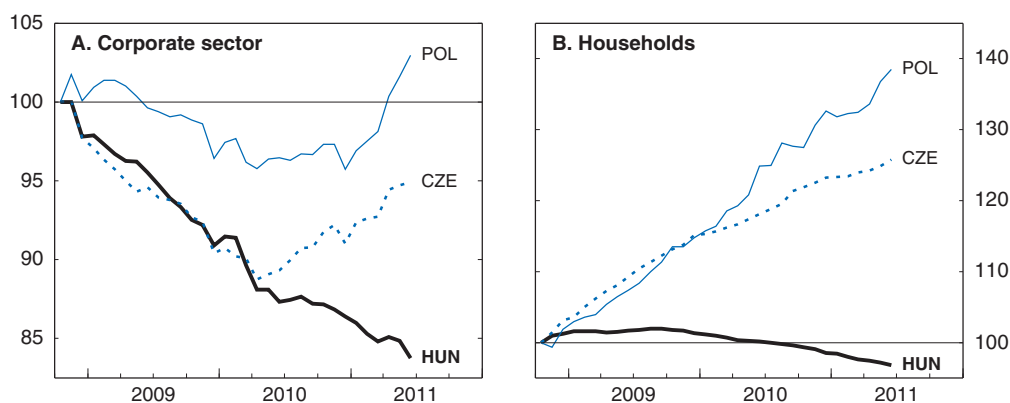 105
A. Corporate sector
POL
100
95
CZE
90
85
HUN
2009 2010 2011
B. Households
140
POL
130
CZE
120
110
100
HUN
2009 2010 2011